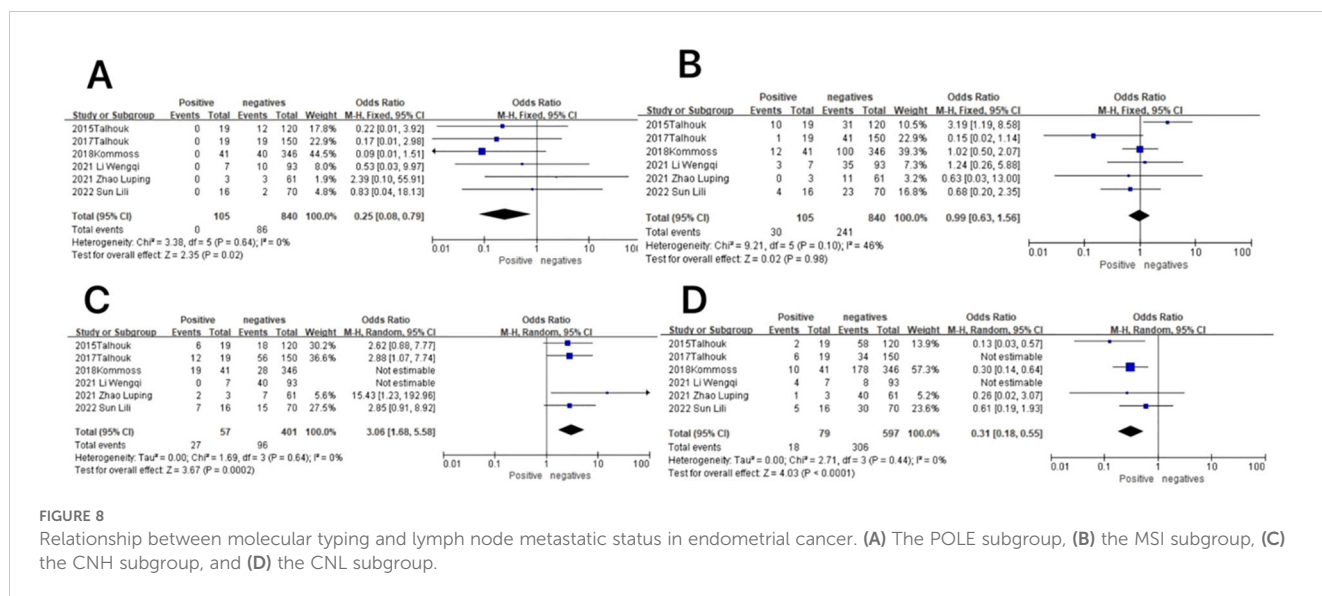 A
Positive negatives Odds Ratio Odds Ratio
Study or Subgroup Events Total Events Total Weight M-H, Fixed, 95% CI M-H, Fixed, 95% CI
2015Talhouk 0 19 12 120 17.8% 0.22 [0.01, 3.92]
2017Talhouk 0 19 19 150 22.9% 0.17 [0.01, 2.98]
2018Kommoss 0 41 40 346 44.5% 0.09 [0.01, 1.51]
2021 Li Wengqi 0 7 10 93 8.0% 0.53 [0.03, 9.97]
2021 Zhao Luping 0 3 3 61 1.9% 2.39 [0.10, 55.91]
2022 Sun Lili 0 16 2 70 4.8% 0.83 [0.04, 18.13]
Total (95% CI) 105 840 100.0% 0.25 [0.08, 0.79]
Total events 0 86
Heterogeneity: Chi² = 3.38, df = 5 (P = 0.64); I² = 0%
Test for overall effect: Z = 2.35 (P = 0.02)
0.01 0.1 1 10 100
Positive negatives
B
Positive negatives Odds Ratio Odds Ratio
Study or Subgroup Events Total Events Total Weight M-H, Fixed, 95% CI M-H, Fixed, 95% CI
2015Talhouk 10 19 31 120 10.5% 3.19 [1.19, 8.58]
2017Talhouk 1 19 41 150 22.9% 0.15 [0.02, 1.14]
2018Kommoss 12 41 100 346 39.3% 1.02 [0.50, 2.07]
2021 Li Wengqi 3 7 35 93 7.3% 1.24 [0.26, 5.88]
2021 Zhao Luping 0 3 11 61 3.1% 0.63 [0.03, 13.00]
2022 Sun Lili 4 16 23 70 16.8% 0.68 [0.20, 2.35]
Total (95% CI) 105 840 100.0% 0.99 [0.63, 1.56]
Total events 30 241
Heterogeneity: Chi² = 9.21, df = 5 (P = 0.10); I² = 46%
Test for overall effect: Z = 0.02 (P = 0.98)
0.01 0.1 1 10 100
Positive negatives
C
Positive negatives Odds Ratio Odds Ratio
Study or Subgroup Events Total Events Total Weight M-H, Random, 95% CI M-H, Random, 95% CI
2015Talhouk 6 19 18 120 30.2% 2.62 [0.88, 7.77]
2017Talhouk 12 19 56 150 36.6% 2.88 [1.07, 7.74]
2018Kommoss 19 41 28 346 Not estimable
2021 Li Wengqi 0 7 40 93 Not estimable
2021 Zhao Luping 2 3 7 61 5.6% 15.43 [1.23, 192.96]
2022 Sun Lili 7 16 15 70 27.5% 2.85 [0.91, 8.92]
Total (95% CI) 57 401 100.0% 3.06 [1.68, 5.58]
Total events 27 96
Heterogeneity: Tau² = 0.00; Chi² = 1.69, df = 3 (P = 0.64); I² = 0%
Test for overall effect: Z = 3.67 (P = 0.0002)
0.01 0.1 1 10 100
Positive negatives
D
Positive negatives Odds Ratio Odds Ratio
Study or Subgroup Events Total Events Total Weight M-H, Random, 95% CI M-H, Random, 95% CI
2015Talhouk 2 19 58 120 13.9% 0.13 [0.03, 0.57]
2017Talhouk 6 19 34 150 Not estimable
2018Kommoss 10 41 178 346 57.3% 0.30 [0.14, 0.64]
2021 Li Wengqi 4 7 8 93 Not estimable
2021 Zhao Luping 1 3 40 61 5.2% 0.26 [0.02, 3.07]
2022 Sun Lili 5 16 30 70 23.6% 0.61 [0.19, 1.93]
Total (95% CI) 79 597 100.0% 0.31 [0.18, 0.55]
Total events 18 306
Heterogeneity: Tau² = 0.00; Chi² = 2.71, df = 3 (P = 0.44); I² = 0%
Test for overall effect: Z = 4.03 (P < 0.0001)
0.01 0.1 1 10 100
Positive negatives
FIGURE 8
Relationship between molecular typing and lymph node metastatic status in endometrial cancer. (A) The POLE subgroup, (B) the MSI subgroup, (C)
the CNH subgroup, and (D) the CNL subgroup.